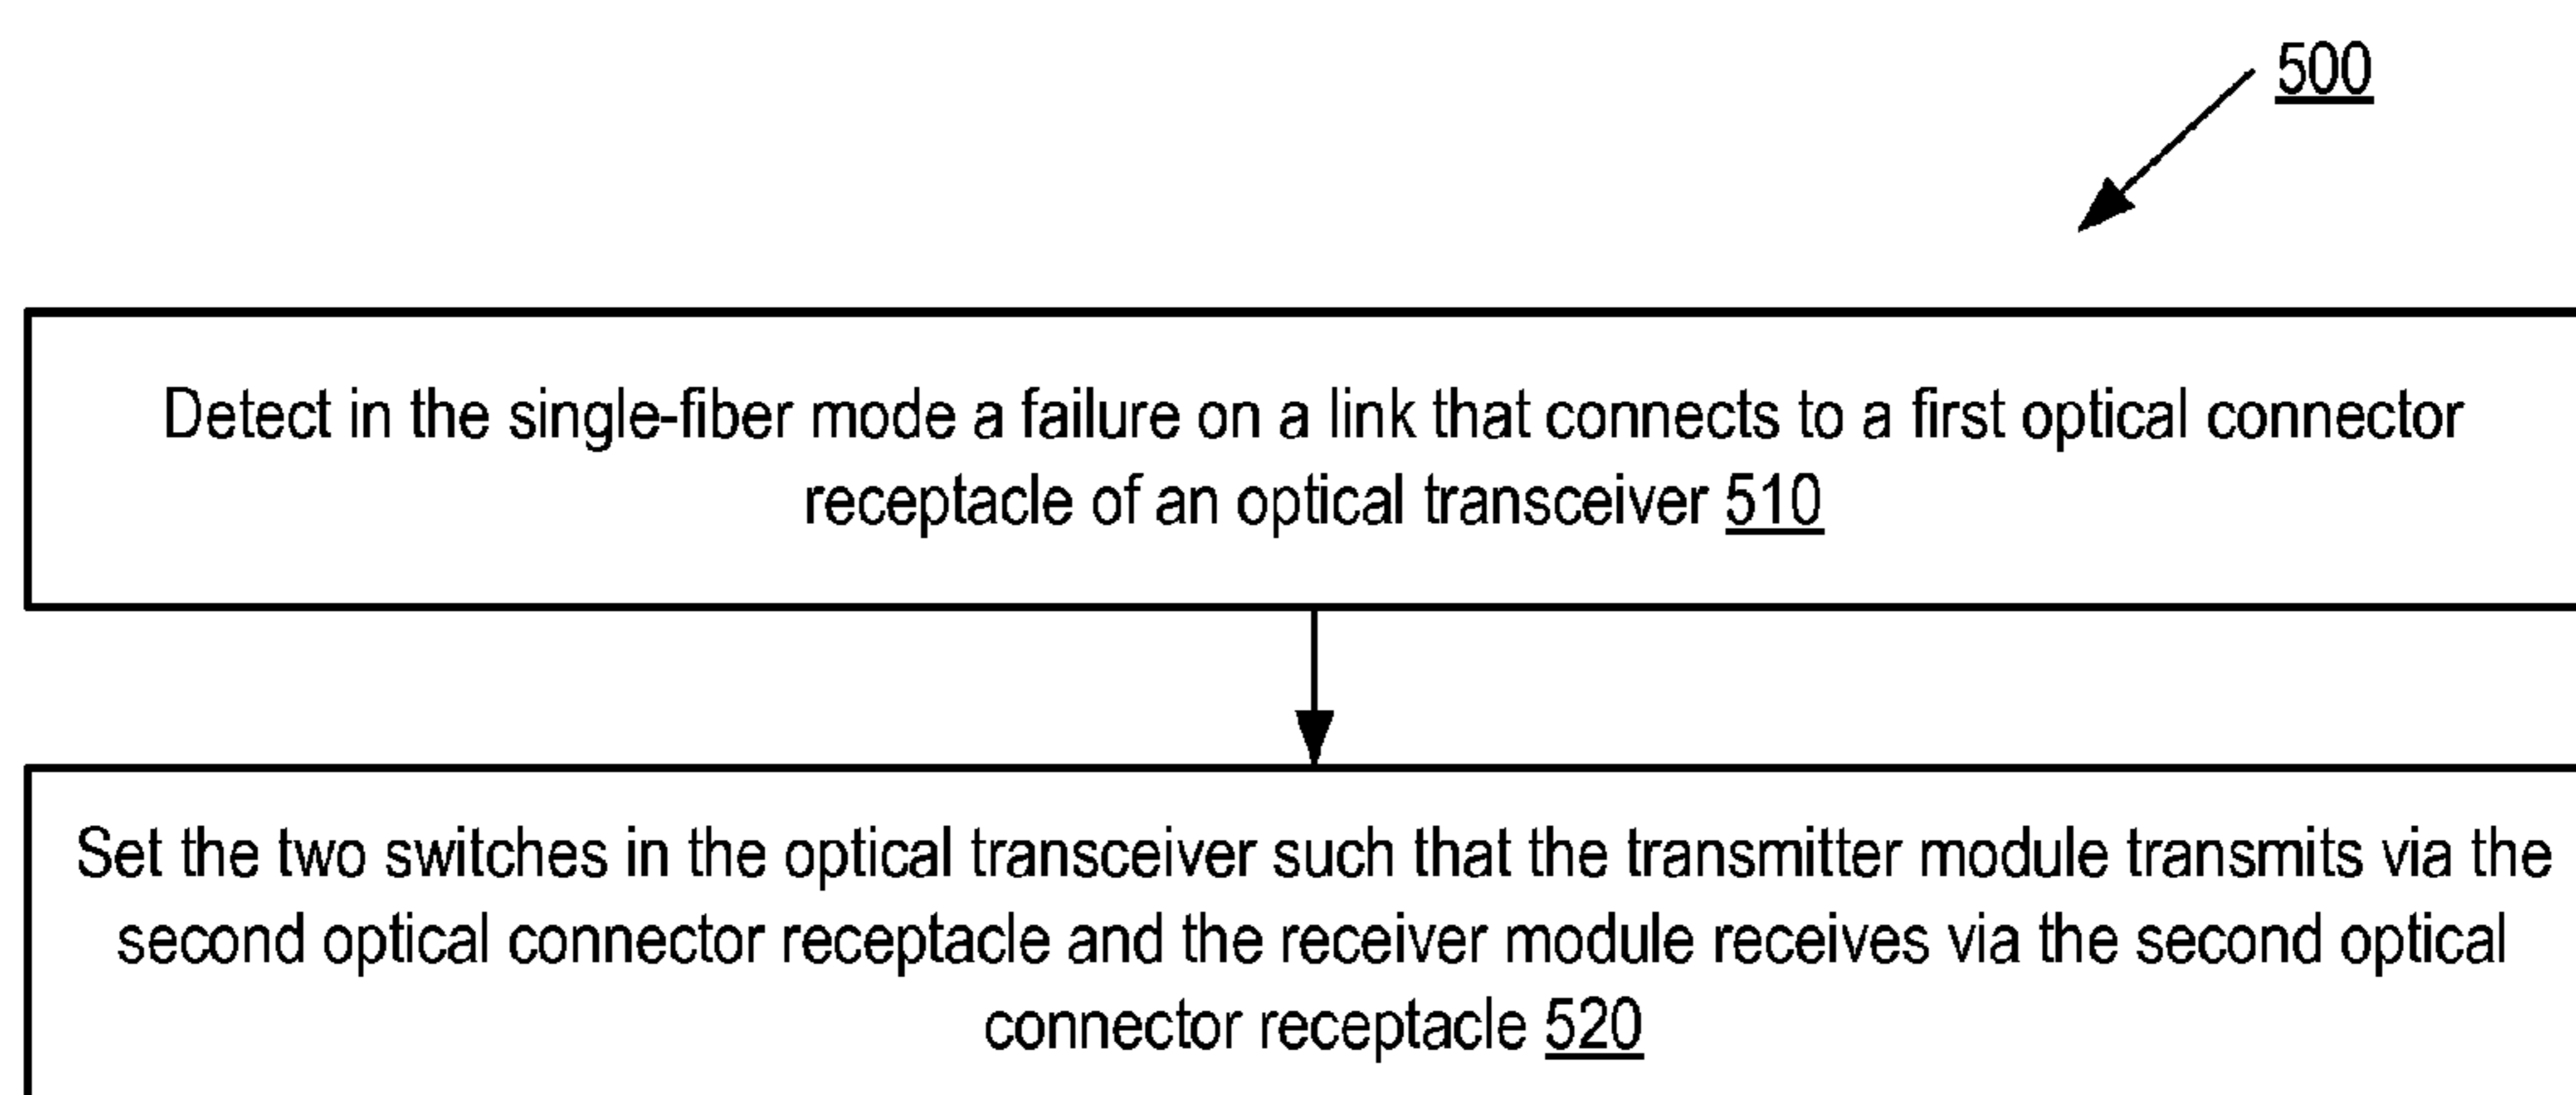 500
Detect in the single-fiber mode a failure on a link that connects to a first optical connector
receptacle of an optical transceiver 510
Set the two switches in the optical transceiver such that the transmitter module transmits via the
second optical connector receptacle and the receiver module receives via the second optical
connector receptacle 520